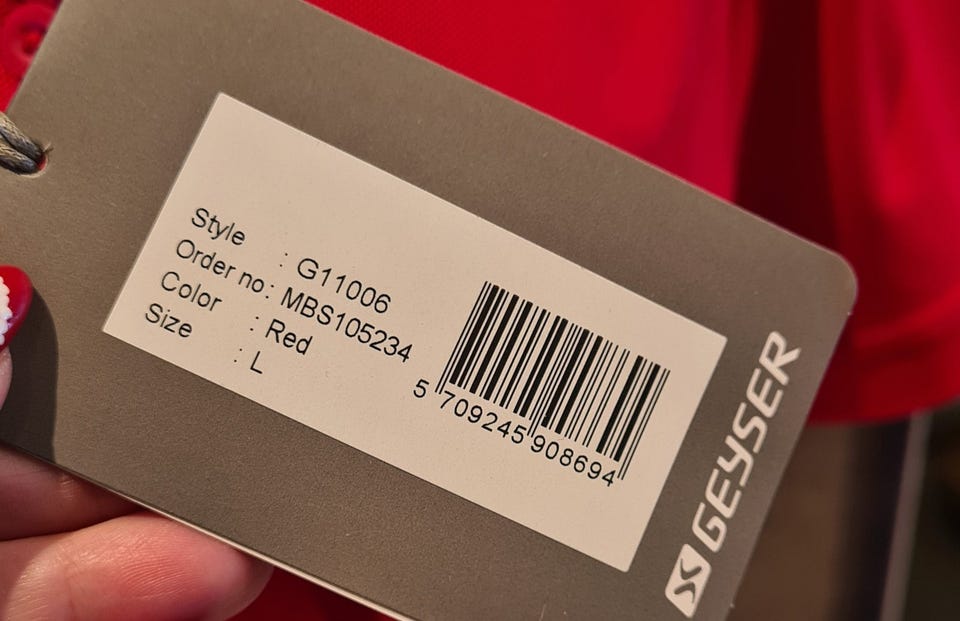 Style : G11006
Order no: MBS105234
Color : Red
Size : L
5 709245 908694
GEYSER